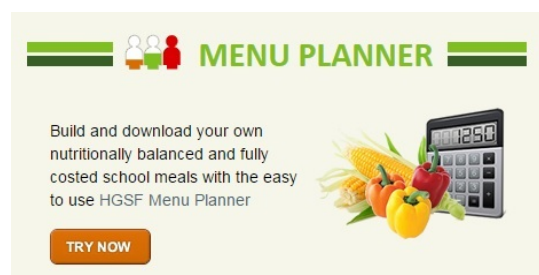 MENU PLANNER
Build and download your own
nutritionally balanced and fully
costed school meals with the easy
to use HGSF Menu Planner
1250
TRY NOW